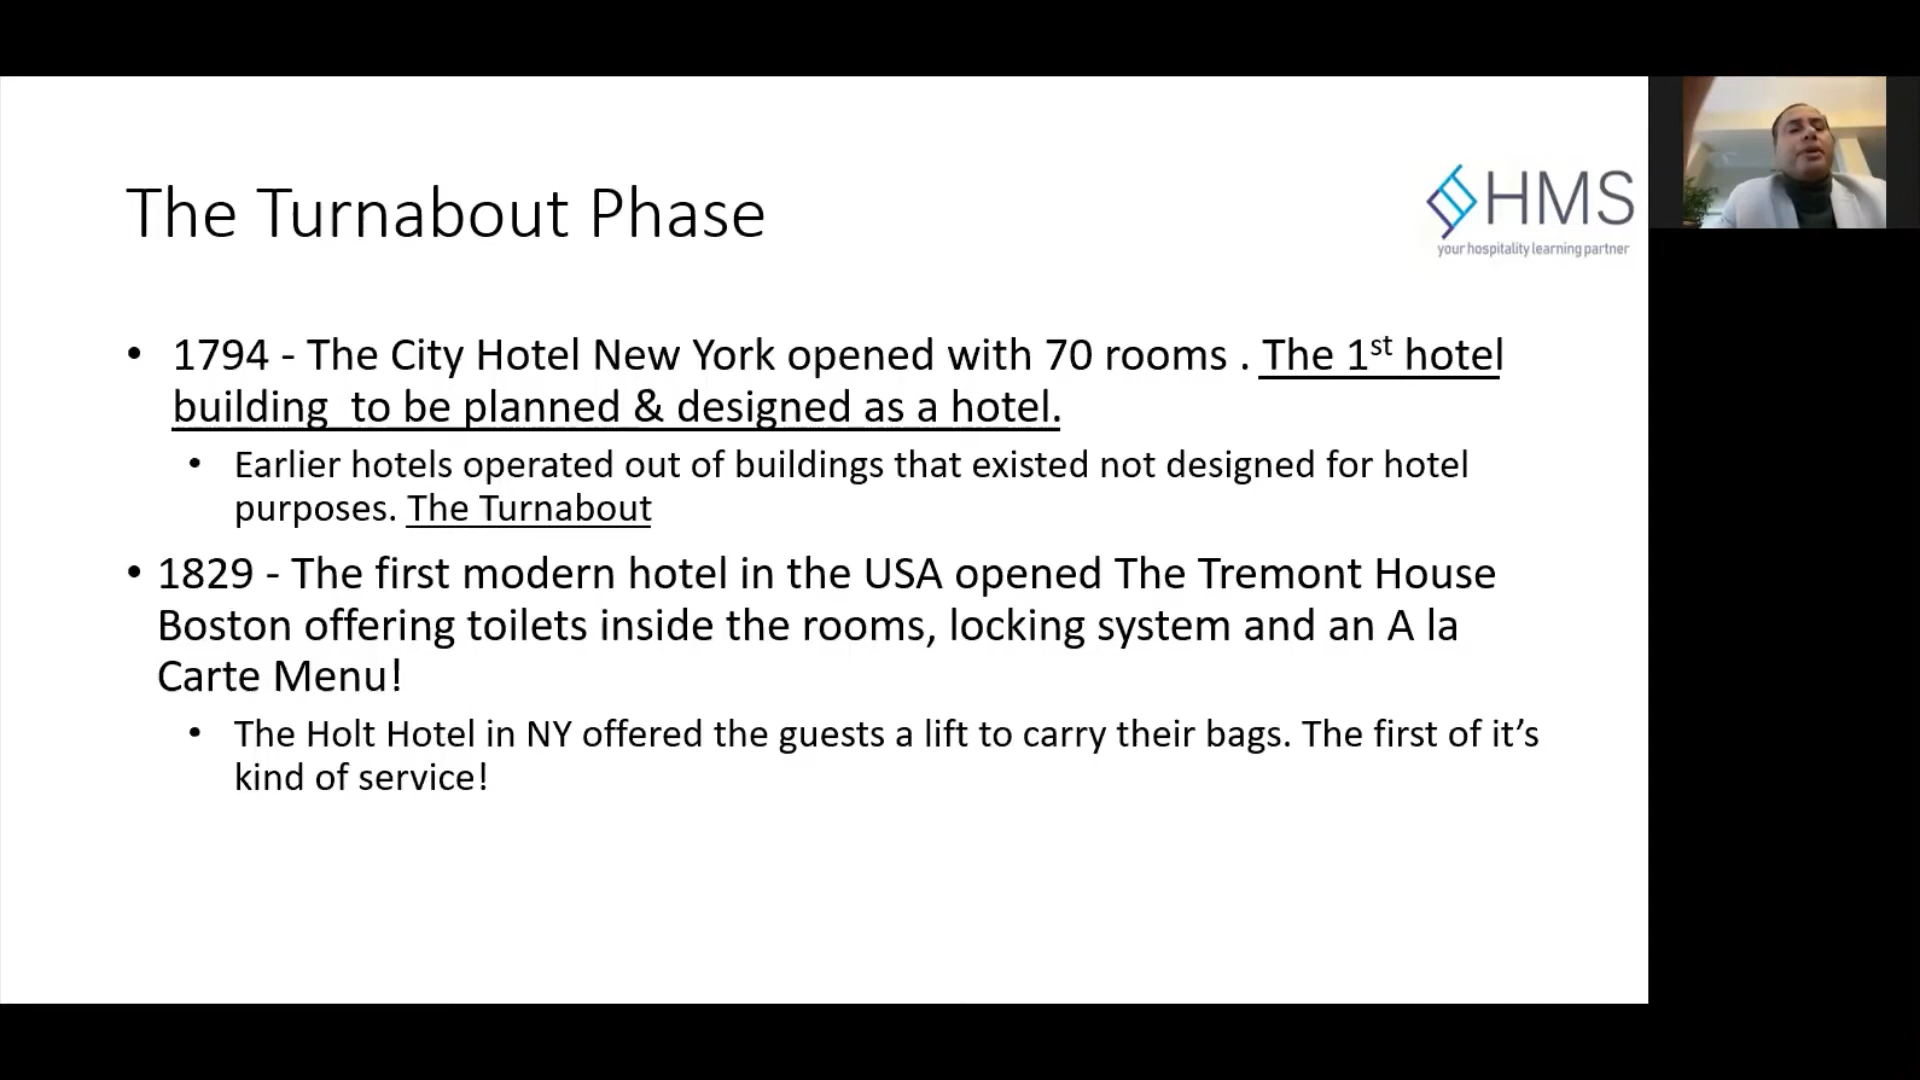 The Turnabout Phase
HMS
your hospitality learning partner
• 1794 - The City Hotel New York opened with 70 rooms . The 1st hotel
building  to be planned & designed as a hotel.
• Earlier hotels operated out of buildings that existed not designed for hotel
purposes. The Turnabout
• 1829 - The first modern hotel in the USA opened The Tremont House
Boston offering toilets inside the rooms, locking system and an A la
Carte Menu!
• The Holt Hotel in NY offered the guests a lift to carry their bags. The first of it’s
kind of service!